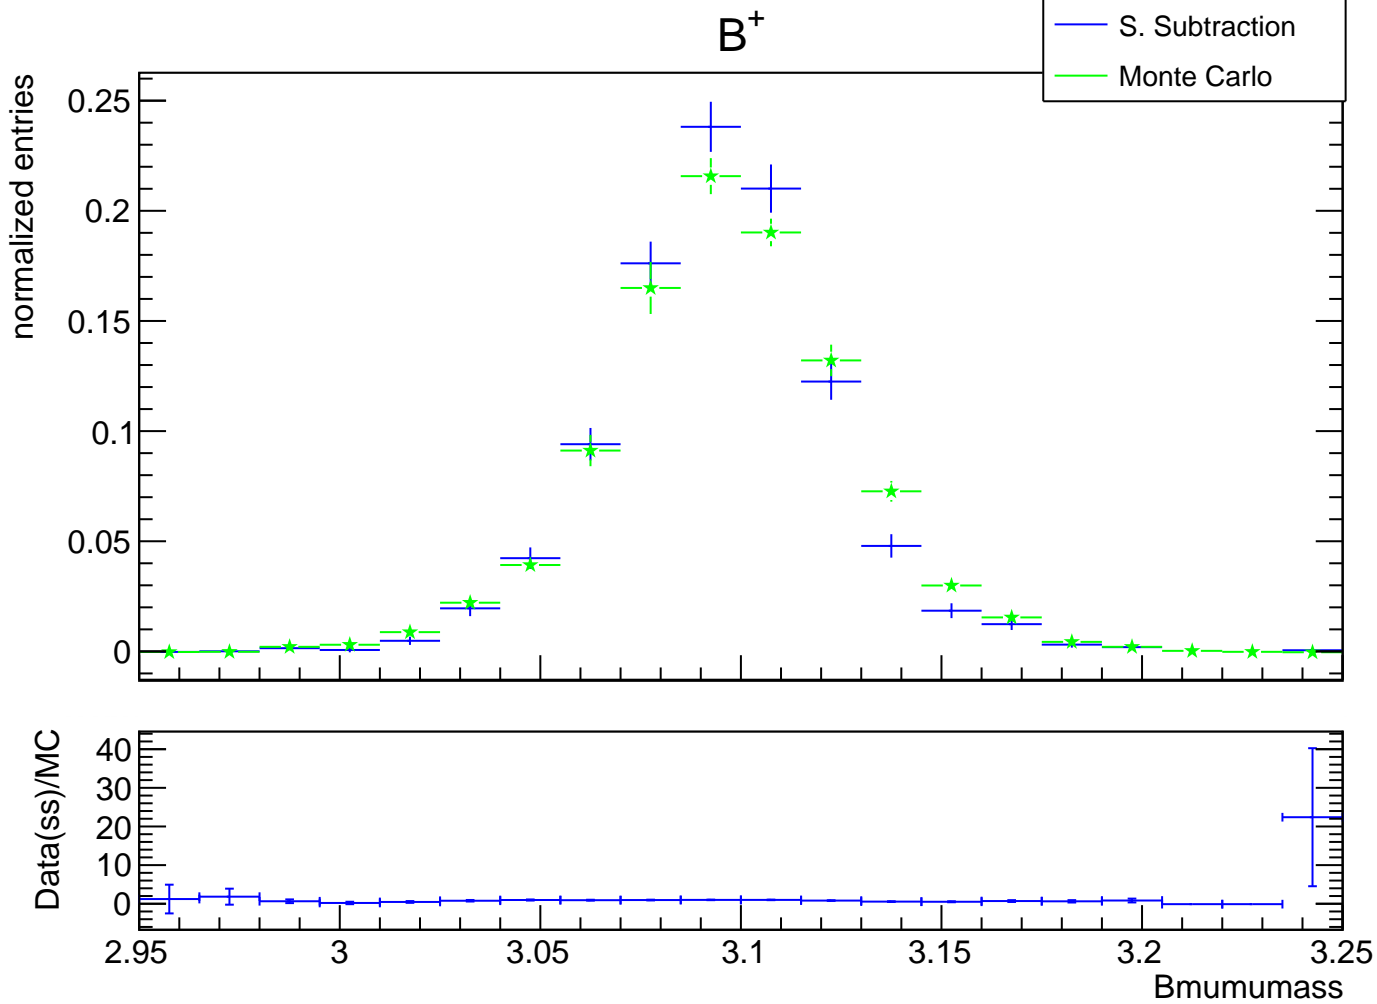 B+
S. Subtraction
Monte Carlo
normalized entries
0.25
0.2
0.15
0.1
0.05
0
Data(ss)/MC
40
30
20
10
0
2.95 3 3.05 3.1 3.15 3.2 3.25
Bmumumass